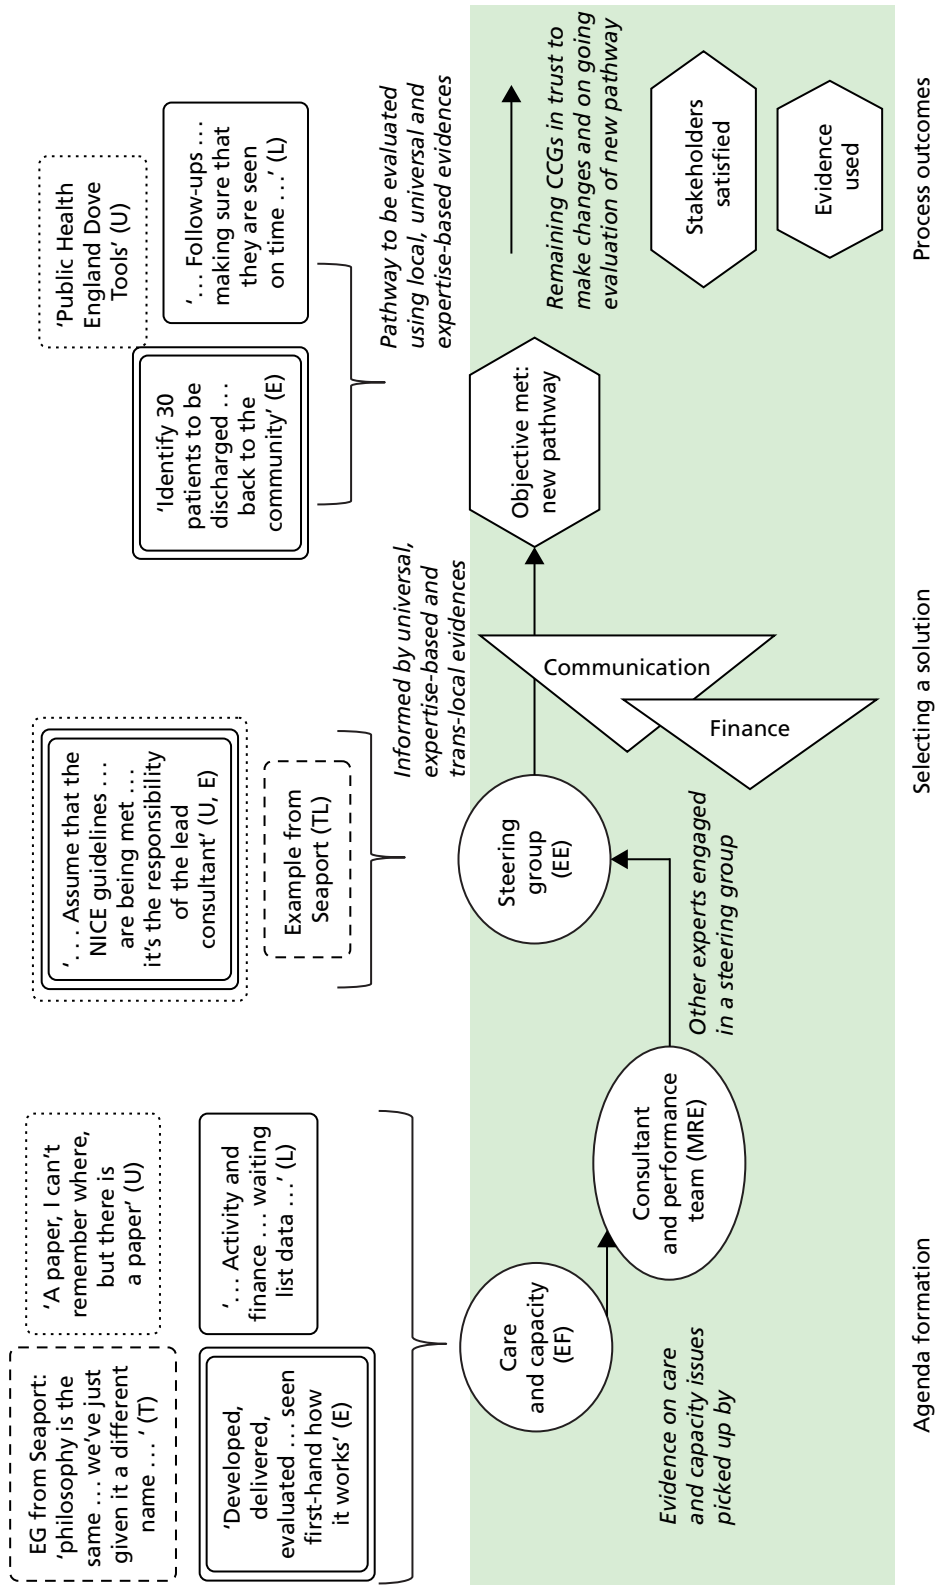 EG from Seaport:
‘philosophy is the
same … we’ve just
given it a different
name … ’ (T)
‘A paper, I can’t
remember where,
but there is
a paper’ (U)
‘Developed,
delivered,
evaluated … seen
first-hand how
it works’ (E)
‘… Activity and
finance … waiting
list data …’ (L)
Care
and capacity
(EF)
Evidence on care
and capacity issues
picked up by
Consultant
and performance
team (MRE)
Other experts engaged
in a steering group
Agenda formation
‘… Assume that the
NICE guidelines …
are being met …
it’s the responsibility
of the lead
consultant’ (U, E)
Example from
Seaport (TL)
Informed by universal,
expertise-based and
trans-local evidences
Steering
group
(EE)
Communication
Finance
Selecting a solution
‘Public Health
England Dove
Tools’ (U)
‘Identify 30
patients to be
discharged …
back to the
community’ (E)
‘… Follow-ups …
making sure that
they are seen
on time …’ (L)
Pathway to be evaluated
using local, universal and
expertise-based evidences
Objective met:
new pathway
Remaining CCGs in trust to
make changes and on going
evaluation of new pathway
Stakeholders
satisfied
Evidence
used
Process outcomes